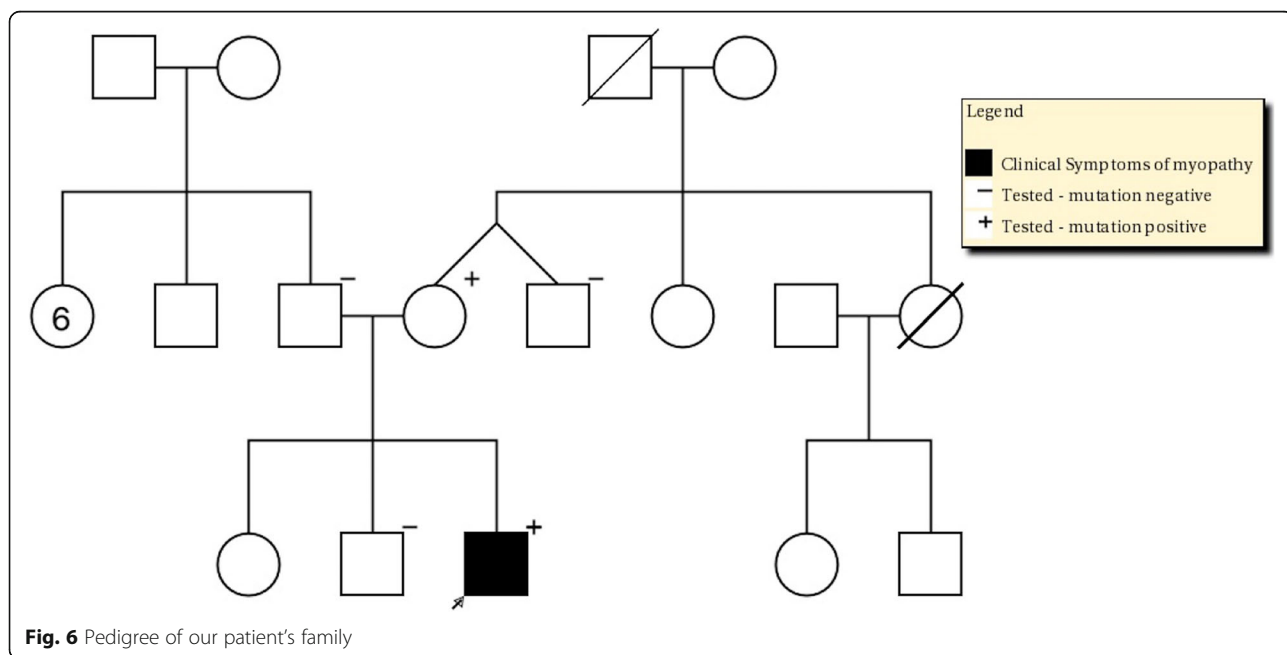 Legend
Clinical Symptoms of myopathy
− Tested - mutation negative
+ Tested - mutation positive
− + −
6
− +
Fig. 6 Pedigree of our patient's family